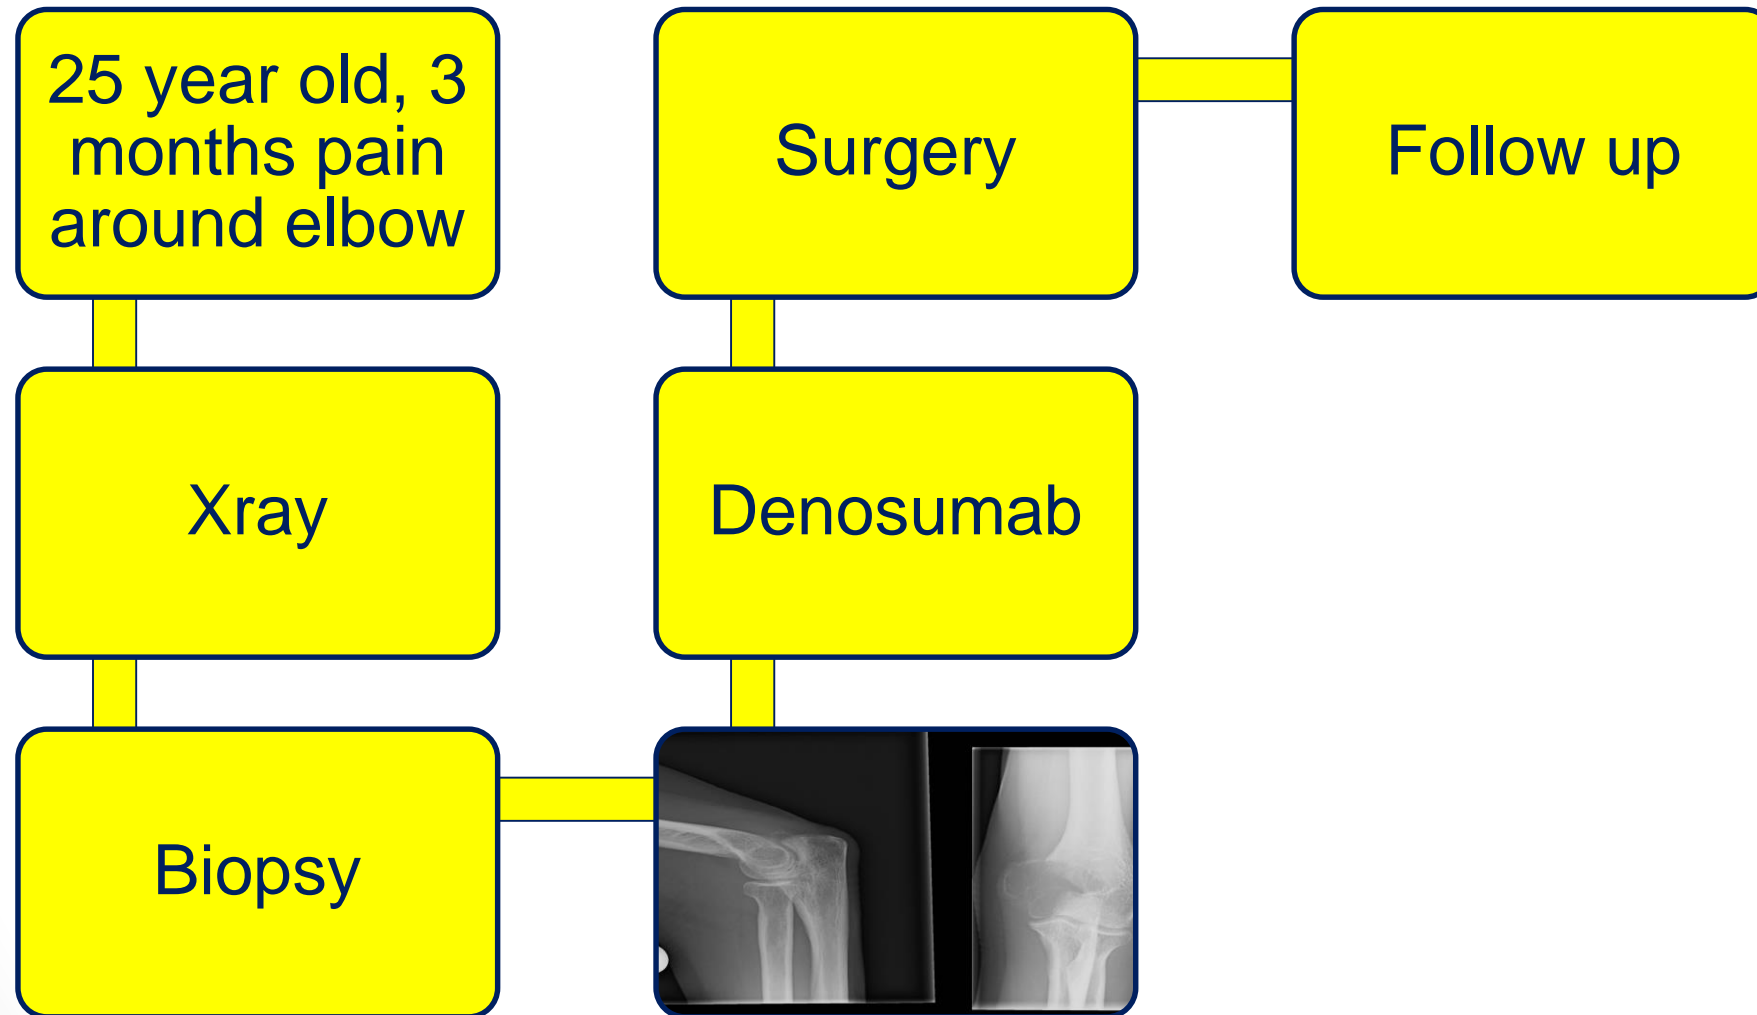 25 year old, 3
months pain
around elbow
Xray
Biopsy
Denosumab
Surgery
Follow up